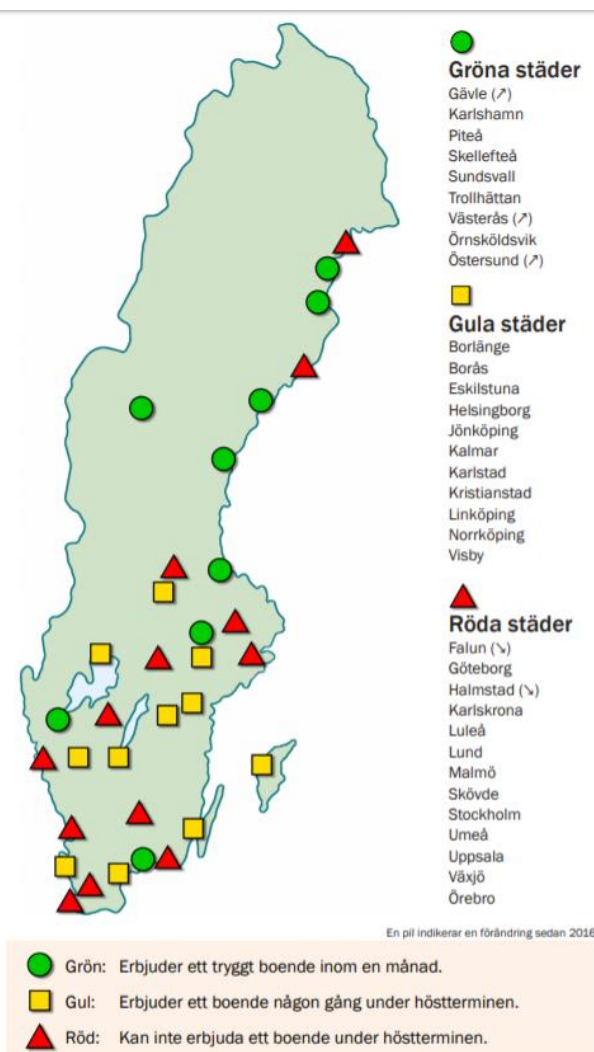 Gröna städer
Gävle (↗)
Karlshamn
Piteå
Skellefteå
Sundsvall
Trollhättan
Västerås (↗)
Örnsköldsvik
Östersund (↗)
Gula städer
Borlänge
Borås
Eskilstuna
Helsingborg
Jönköping
Kalmar
Karlstad
Kristianstad
Linköping
Norrköping
Visby
Röda städer
Falun (↘)
Göteborg
Halmstad (↘)
Karlskrona
Luleå
Lund
Malmö
Skövde
Stockholm
Umeå
Uppsala
Växjö
Örebro
En pil indikerar en förändring sedan 2016
Grön: Erbjuder ett tryggt boende inom en månad.
Gul: Erbjuder ett boende någon gång under höstterminen.
Röd: Kan inte erbjuda ett boende under höstterminen.